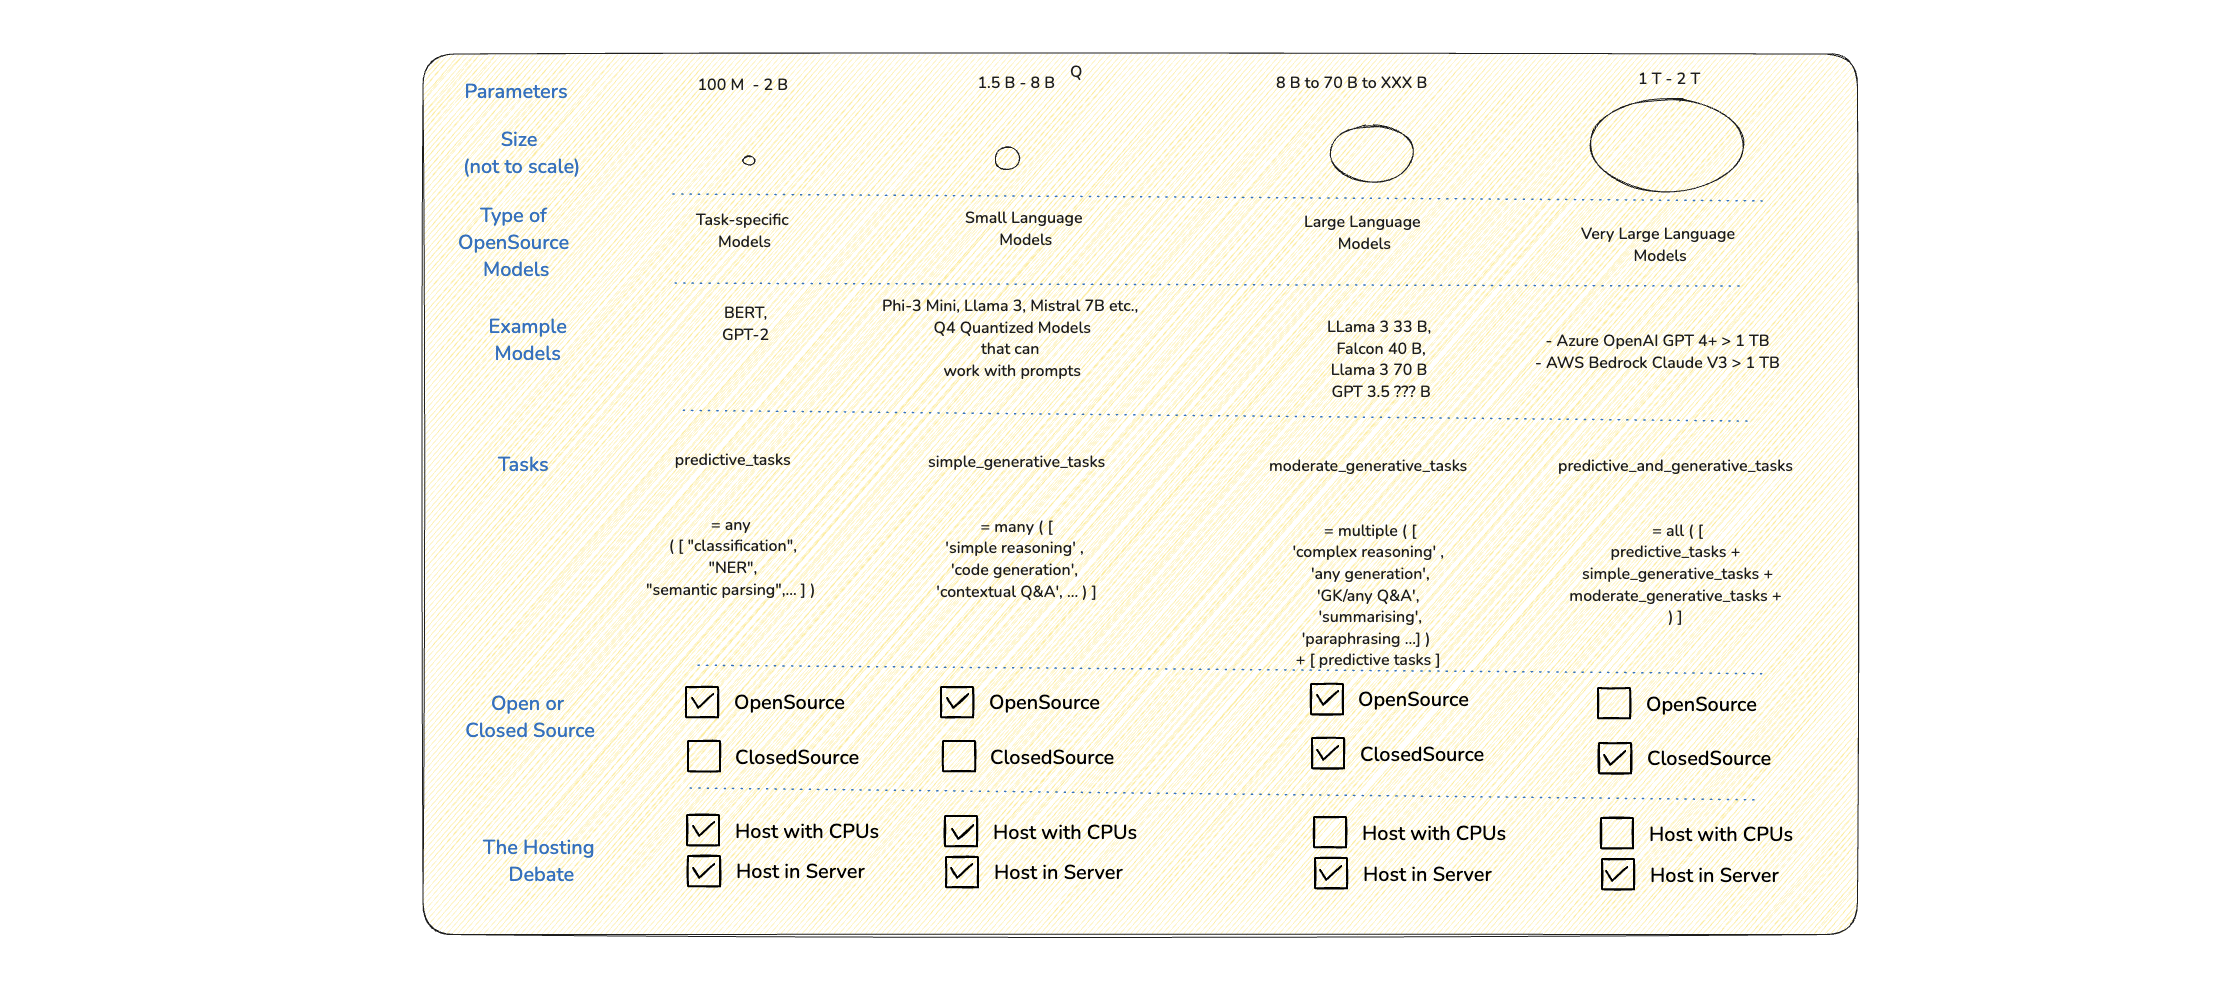 Parameters
100 M - 2 B
1.5 B - 8 B
Q
8 B to 70 B to XXX B
1 T - 2 T
Size
(not to scale)
Type of
OpenSource
Models
Task-specific
Models
Small Language
Models
Large Language
Models
Very Large Language
Models
Example
Models
BERT,
GPT-2
Phi-3 Mini, Llama 3, Mistral 7B etc.,
Q4 Quantized Models
that can
work with prompts
LLama 3 33 B,
Falcon 40 B,
Llama 3 70 B
GPT 3.5 ??? B
- Azure OpenAI GPT 4+ > 1 TB
- AWS Bedrock Claude V3 > 1 TB
Tasks
predictive_tasks
= any
( [ "classification",
"NER",
"semantic parsing",... ] )
simple_generative_tasks
= many ( [
'simple reasoning' ,
'code generation',
'contextual Q&A', ... ) ]
moderate_generative_tasks
= multiple ( [
'complex reasoning' ,
'any generation',
'GK/any Q&A',
'summarising',
'paraphrasing ...] )
+ [ predictive tasks ]
predictive_and_generative_tasks
= all ( [
predictive_tasks +
simple_generative_tasks +
moderate_generative_tasks +
) ]
Open or
Closed Source
OpenSource
ClosedSource
OpenSource
ClosedSource
OpenSource
ClosedSource
OpenSource
ClosedSource
The Hosting
Debate
Host with CPUs
Host in Server
Host with CPUs
Host in Server
Host with CPUs
Host in Server
Host with CPUs
Host in Server